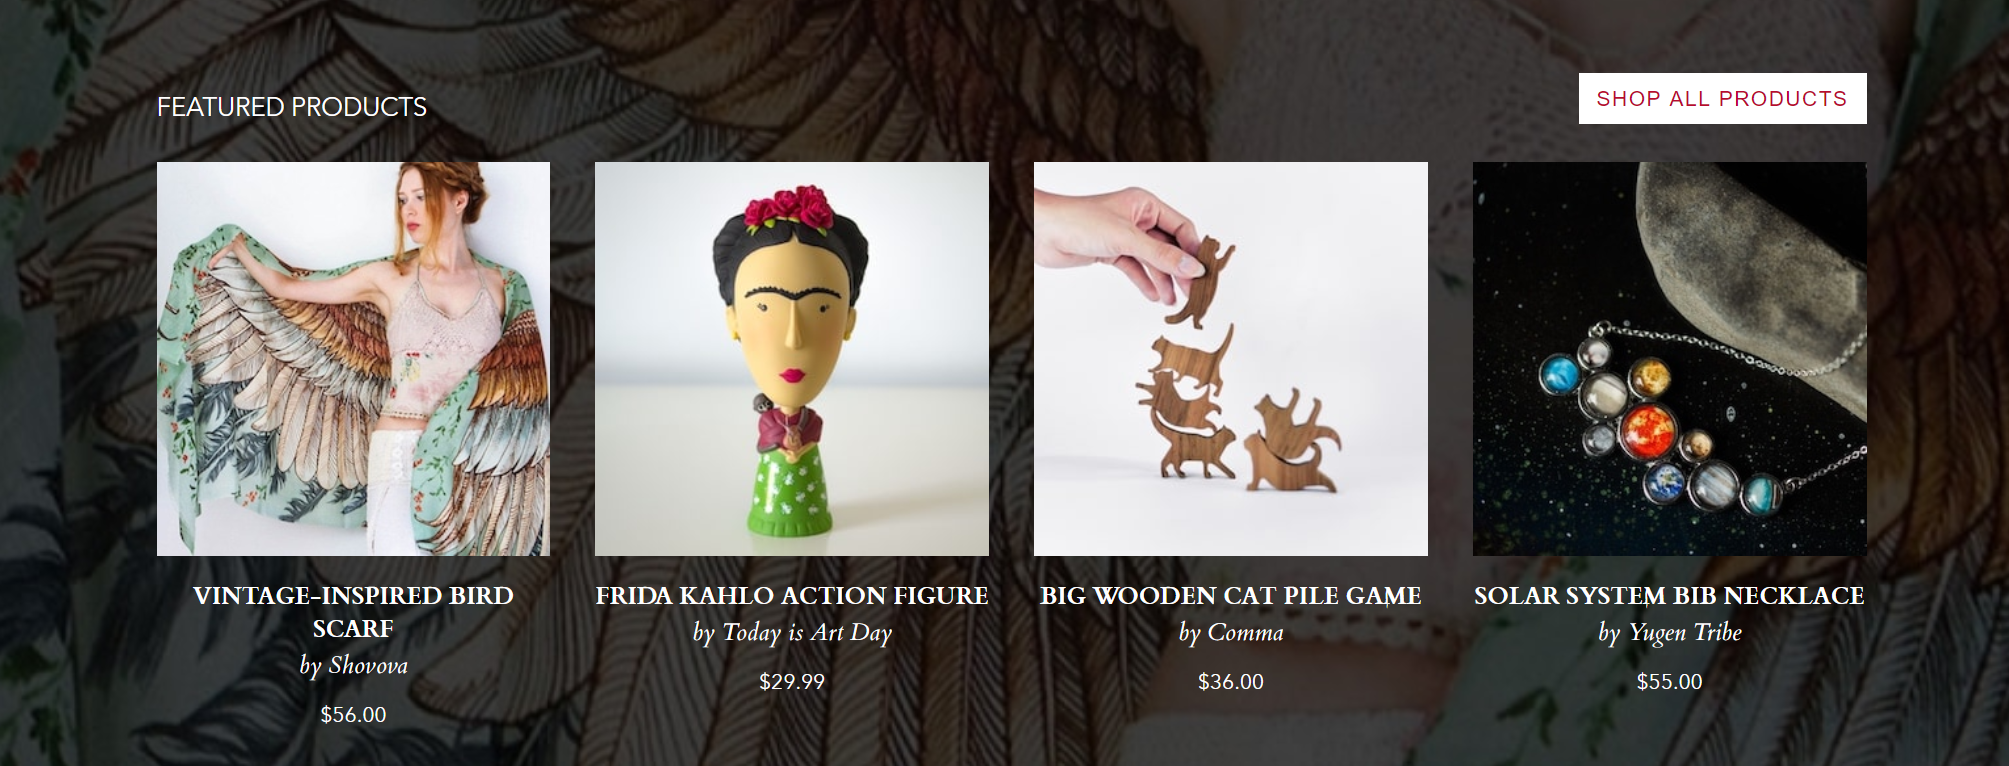 FEATURED PRODUCTS
SHOP ALL PRODUCTS
VINTAGE-INSPIRED BIRD
SCARF
by Shovova
$56.00
FRIDA KAHLO ACTION FIGURE
by Today is Art Day
$29.99
BIG WOODEN CAT PILE GAME
by Comma
$36.00
SOLAR SYSTEM BIB NECKLACE
by Yugen Tribe
$55.00